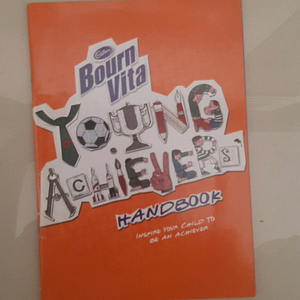 Cadbury
Bourn
Vita
YOUNG
ACHIEVERS
HANDBOOK
INSPIRE YOUR CHILD TO
BE AN ACHIEVER